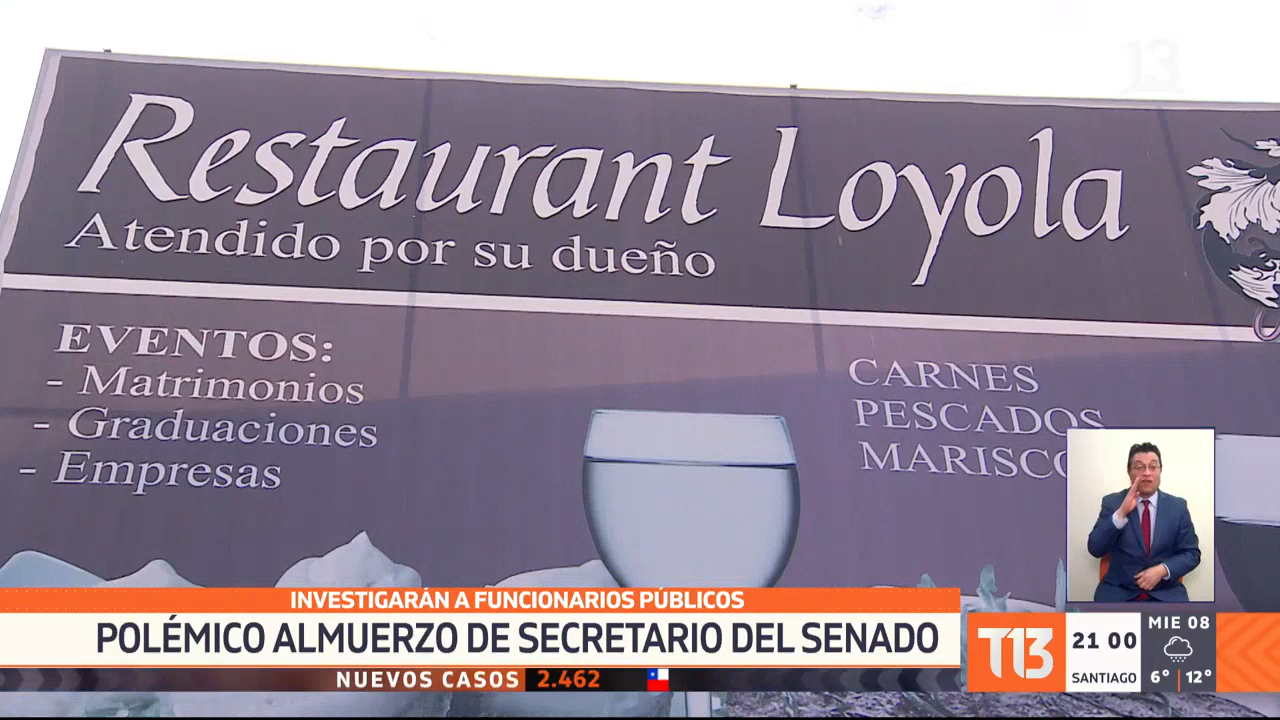 13
Restaurant Loyola
Atendido por su dueño
EVENTOS:
- Matrimonios
- Graduaciones
- Empresas
CARNES
PESCADOS
INVESTIGARÁN A FUNCIONARIOS PÚBLICOS
POLÉMICO ALMUERZO DE SECRETARIO DEL SENADO
NUEVOS CASOS 2.462
T13
21 00
SANTIAGO
MIE 08
6° 12°